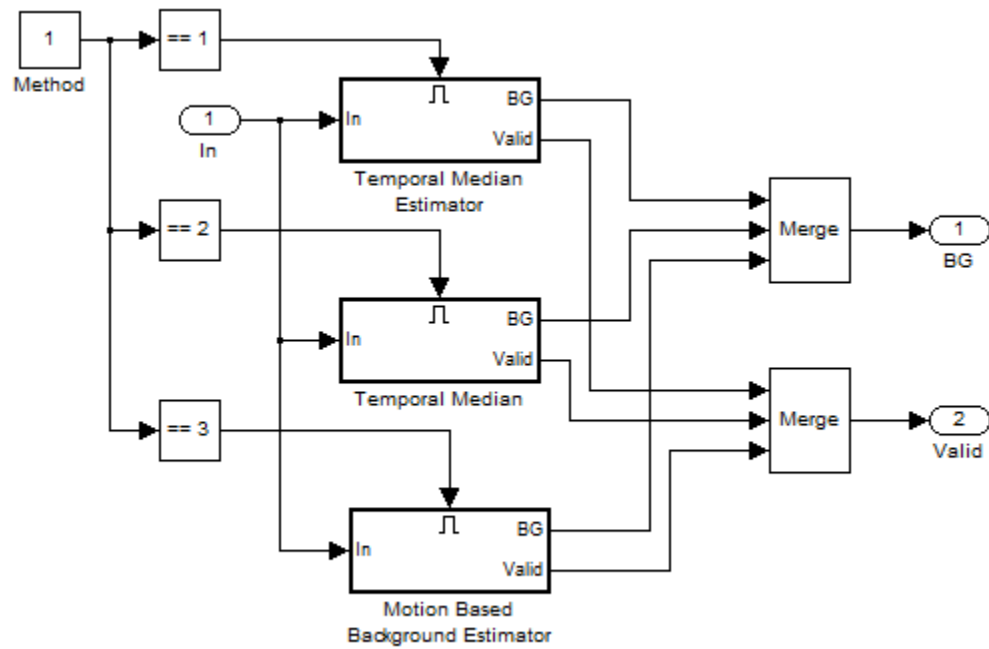 1
Method
== 1
1
In
In
BG
Valid
Temporal Median
Estimator
== 2
In
BG
Valid
Temporal Median
== 3
In
BG
Valid
Motion Based
Background Estimator
Merge
1
BG
Merge
2
Valid